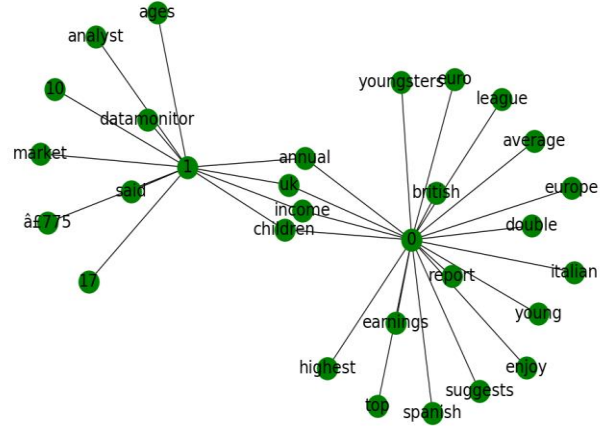 ages
analyst
youngsters
euro
10
league
datamonitor
average
market
annual
1
uk
said
british
europe
income
â£775
children
double
0
italian
17
report
young
earnings
highest
enjoy
suggests
top
spanish